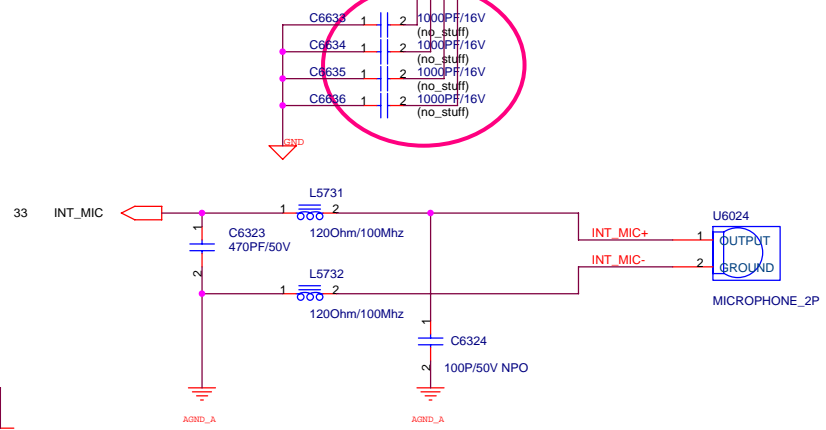 C6633 1 2 1000PF/16V
(no_stuff)
C6634 1 2 1000PF/16V
(no_stuff)
C6635 1 2 1000PF/16V
(no_stuff)
C6636 1 2 1000PF/16V
(no_stuff)
GND
33 INT_MIC
L5731
1 2
120Ohm/100Mhz
1
C6323
470PF/50V
2
L5732
1 2
120Ohm/100Mhz
U6024
INT_MIC+ 1 OUTPUT
INT_MIC- 2 GROUND
MICROPHONE_2P
1
C6324
2 100P/50V NPO
AGND_A
AGND_A